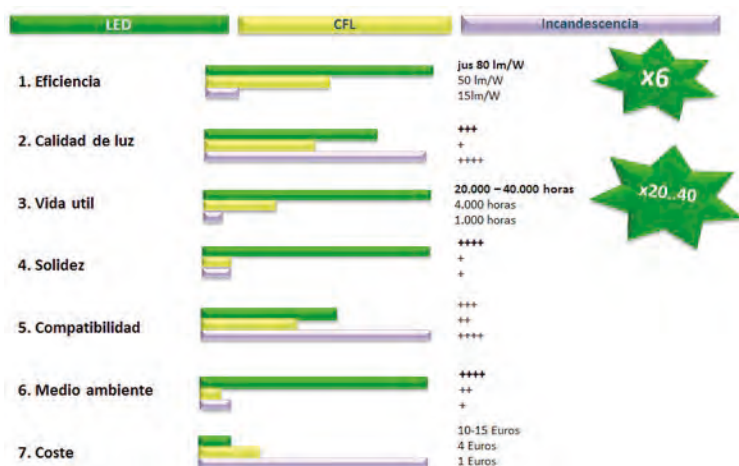 LED CFL Incandescencia
1. Eficiencia
jus 80 lm/W
50 lm/W
15lm/W
x6
2. Calidad de luz
+++
+
++++
3. Vida util
20.000 – 40.000 horas
4.000 horas
1.000 horas
x20..40
4. Solidez
++++
+
+
5. Compatibilidad
+++
++
++++
6. Medio ambiente
++++
++
+
7. Coste
10-15 Euros
4 Euros
1 Euros